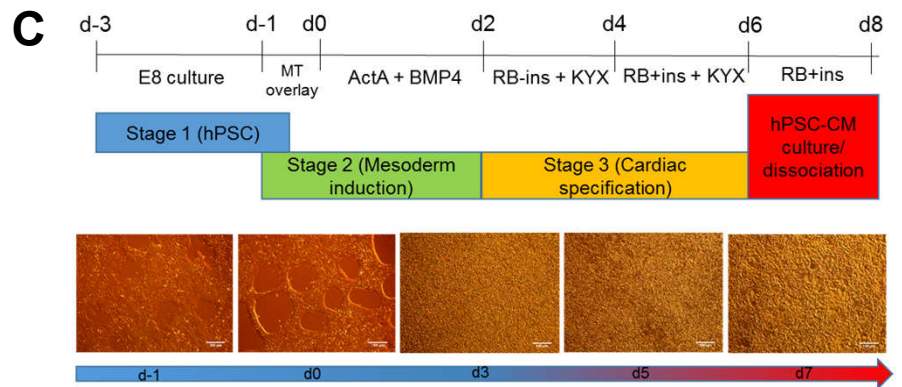 C
d-3 d-1 d0 d2 d4 d6 d8
E8 culture MT overlay ActA + BMP4 RB-ins + KYX RB+ins + KYX RB+ins
Stage 1 (hPSC)
Stage 2 (Mesoderm
induction)
Stage 3 (Cardiac
specification)
hPSC-CM
culture/
dissociation
d-1 d0 d3 d5 d7